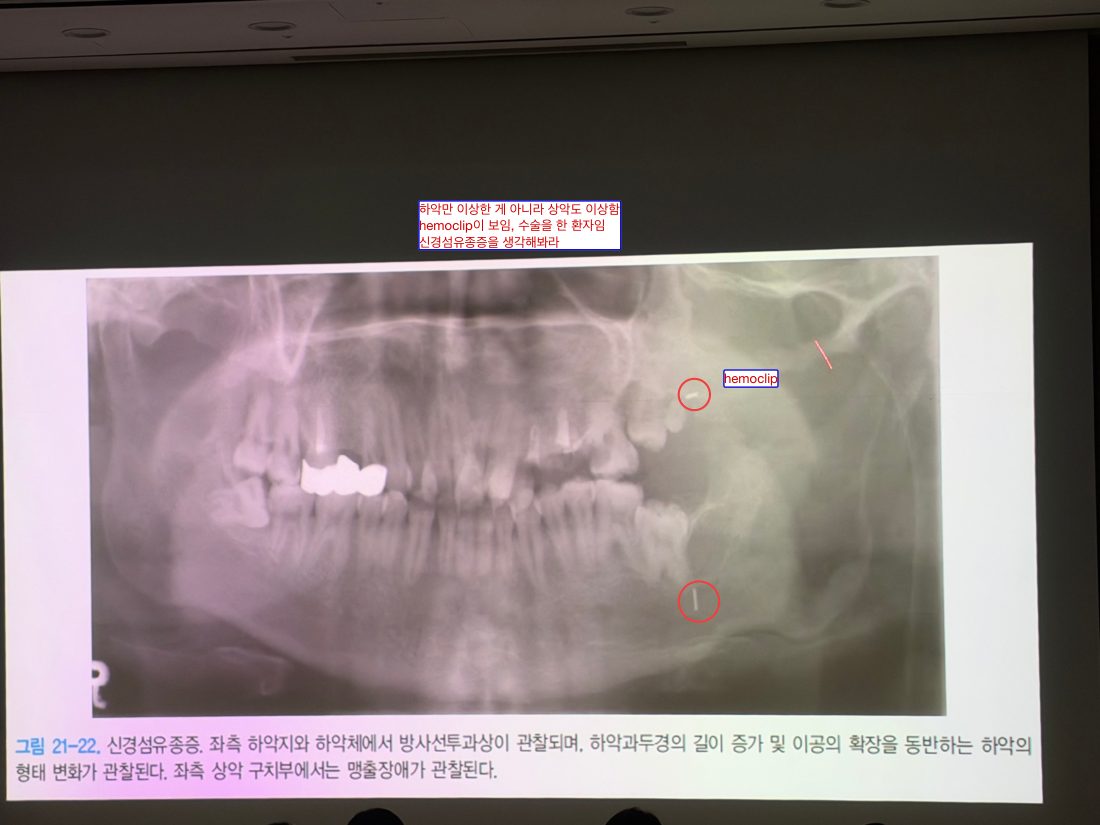 하악만 이상한 게 아니라 상악도 이상함
hemoclip이 보임, 수술을 한 환자임
신경섬유종증을 생각해봐라
hemoclip
R
그림 21-22. 신경섬유종증. 좌측 하악지와 하악체에서 방사선투과상이 관찰되며, 하악과두경의 길이 증가 및 이공의 확장을 동반하는 하악의
형태 변화가 관찰된다. 좌측 상악 구치부에서는 맹출장애가 관찰된다.